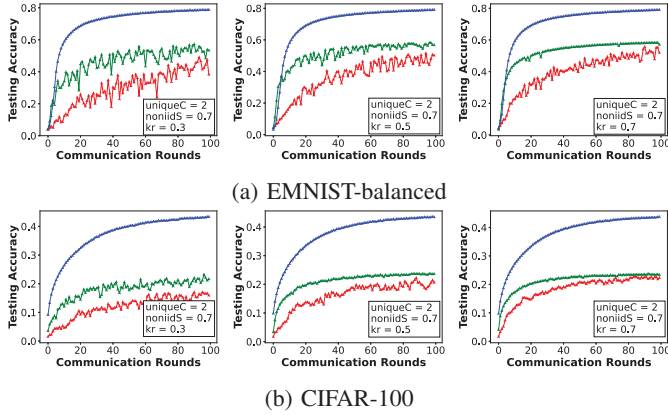 Testing Accuracy
0.8
0.6
0.4
0.2
0.0
0 20 40 60 80 100
Communication Rounds
uniqueC = 2
noniidS = 0.7
kr = 0.3
Testing Accuracy
0.8
0.6
0.4
0.2
0.0
0 20 40 60 80 100
Communication Rounds
uniqueC = 2
noniidS = 0.7
kr = 0.5
Testing Accuracy
0.8
0.6
0.4
0.2
0.0
0 20 40 60 80 100
Communication Rounds
uniqueC = 2
noniidS = 0.7
kr = 0.7
(a) EMNIST-balanced
Testing Accuracy
0.4
0.3
0.2
0.1
0.0
0 20 40 60 80 100
Communication Rounds
uniqueC = 2
noniidS = 0.7
kr = 0.3
Testing Accuracy
0.4
0.3
0.2
0.1
0.0
0 20 40 60 80 100
Communication Rounds
uniqueC = 2
noniidS = 0.7
kr = 0.5
Testing Accuracy
0.4
0.3
0.2
0.1
0.0
0 20 40 60 80 100
Communication Rounds
uniqueC = 2
noniidS = 0.7
kr = 0.7
(b) CIFAR-100